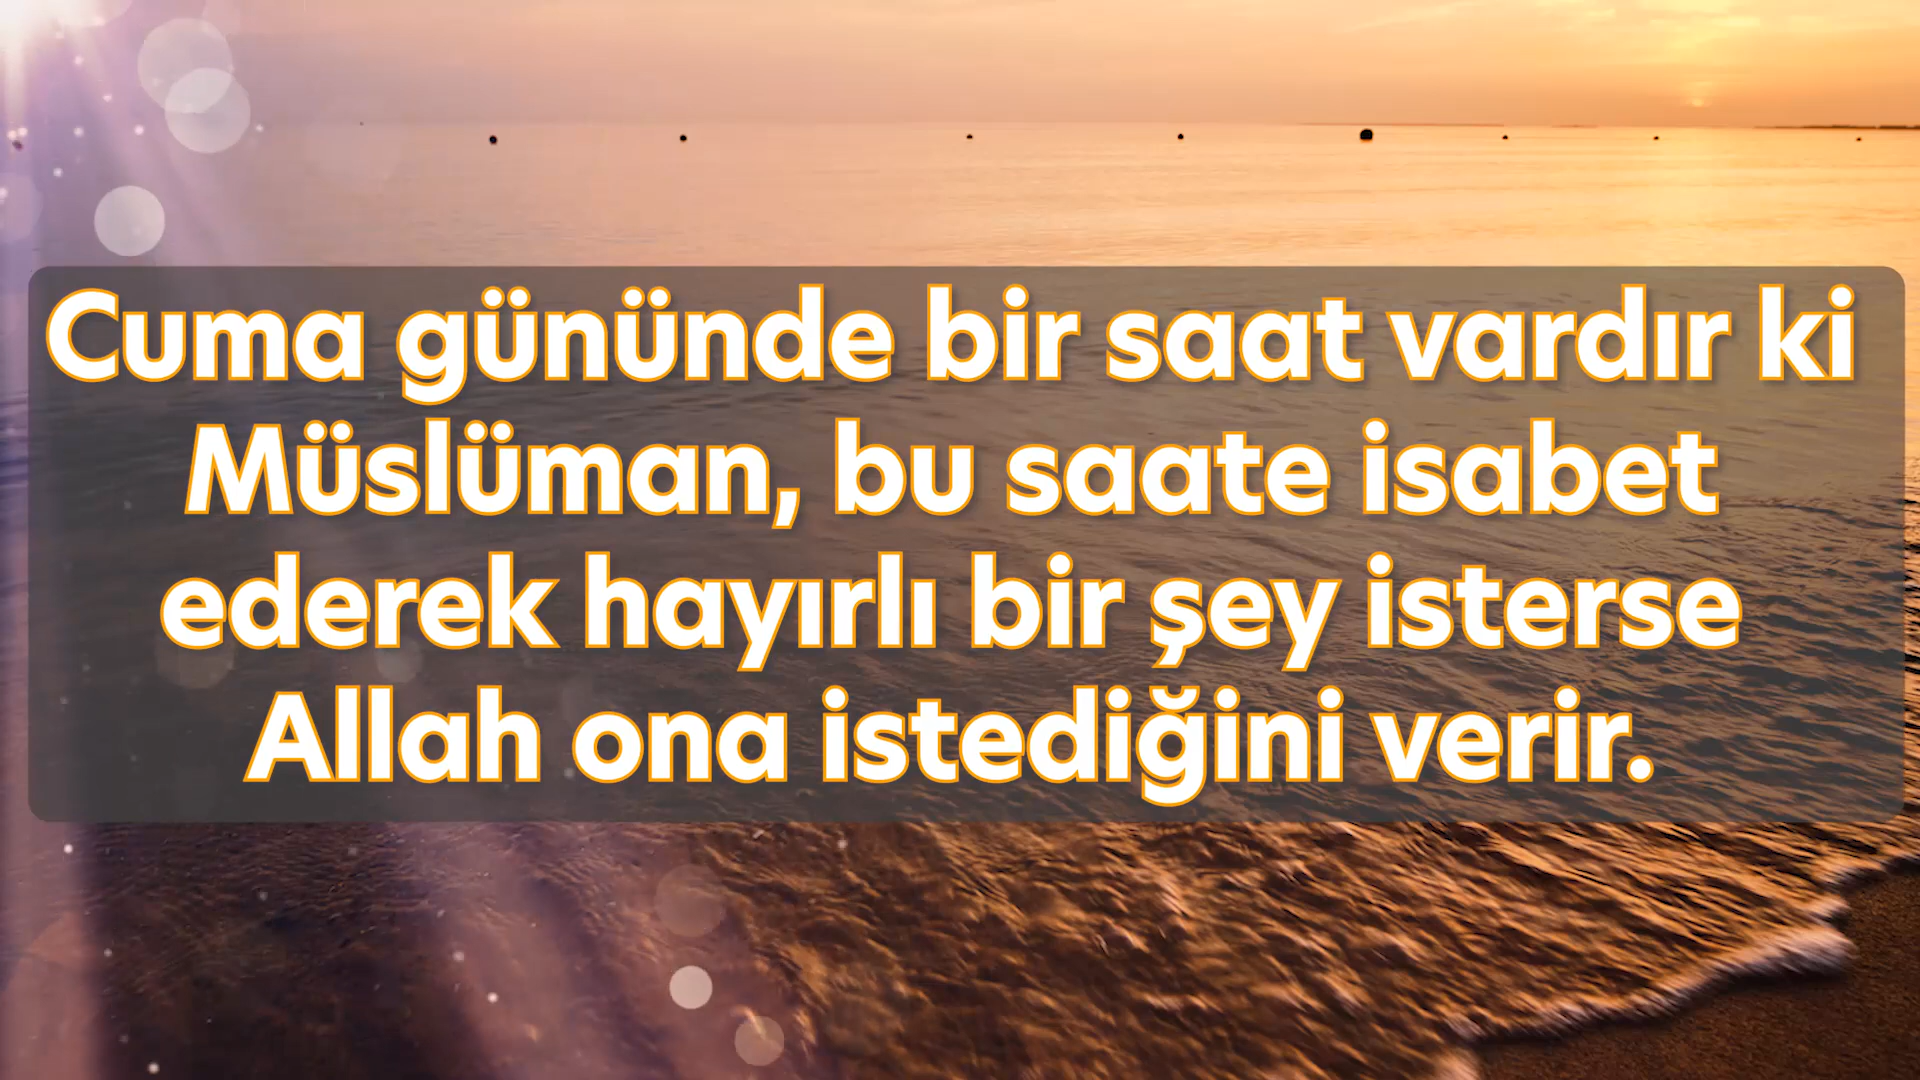 Cuma gününde bir saat vardır ki
Müslüman, bu saate isabet
ederek hayırlı bir şey isterse
Allah ona istediğini verir.